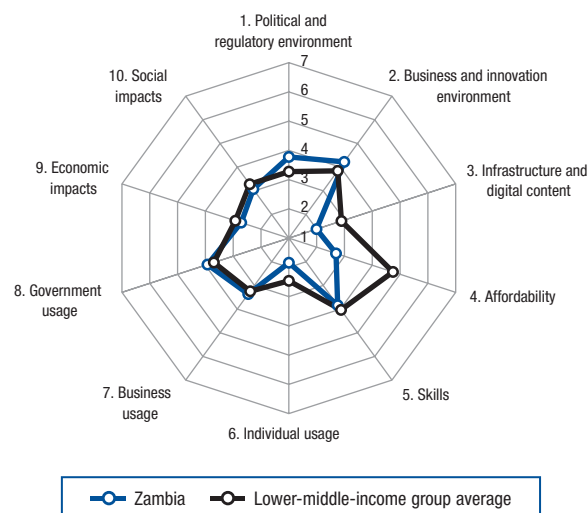 1. Political and
regulatory environment
2. Business and innovation
environment
3. Infrastructure and
digital content
4. Affordability
5. Skills
6. Individual usage
7. Business
usage
8. Government
usage
9. Economic
impacts
10. Social
impacts
7
6
5
4
3
2
1
Zambia
Lower-middle-income group average